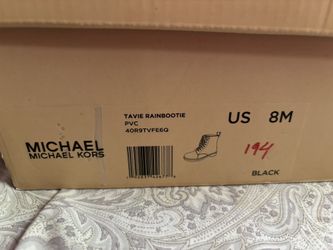 TAVIE RAINBOOTIE
PVC
40R9TVFE6Q
US 8M
MICHAEL
MICHAEL KORS
194
BLACK